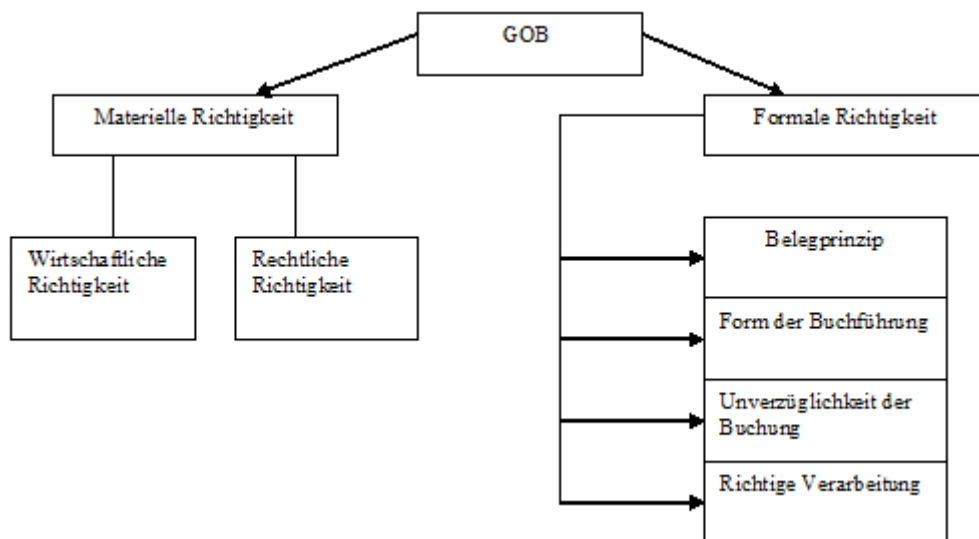 GOB
Materielle Richtigkeit
Formale Richtigkeit
Wirtschaftliche
Richtigkeit
Rechtliche
Richtigkeit
Belegprinzip
Form der Buchführung
Unverzüglichkeit der
Buchung
Richtige Verarbeitung